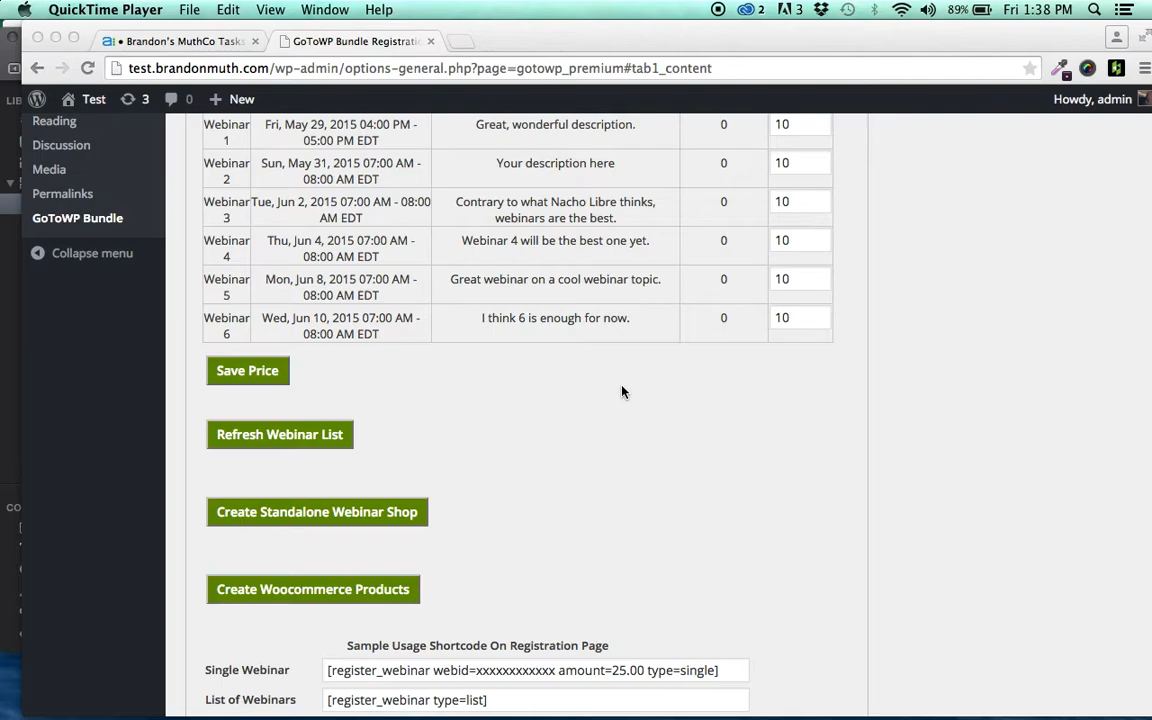 QuickTime Player File Edit View Window Help 2 3 89% Fri 1:38 PM
• Brandon's MuthCo Tasks × GoToWP Bundle Registrati ×
test.brandonmuth.com/wp-admin/options-general.php?page=gotowp_premium#tab1_content
Test 3 0 + New Howdy, admin
LIB
Reading
Discussion
Media
Permalinks
GoToWP Bundle
Collapse menu
Webinar 1 Fri, May 29, 2015 04:00 PM - 05:00 PM EDT Great, wonderful description. 0 10
Webinar 2 Sun, May 31, 2015 07:00 AM - 08:00 AM EDT Your description here 0 10
Webinar 3 Tue, Jun 2, 2015 07:00 AM - 08:00 AM EDT Contrary to what Nacho Libre thinks, webinars are the best. 0 10
Webinar 4 Thu, Jun 4, 2015 07:00 AM - 08:00 AM EDT Webinar 4 will be the best one yet. 0 10
Webinar 5 Mon, Jun 8, 2015 07:00 AM - 08:00 AM EDT Great webinar on a cool webinar topic. 0 10
Webinar 6 Wed, Jun 10, 2015 07:00 AM - 08:00 AM EDT I think 6 is enough for now. 0 10
Save Price
Refresh Webinar List
CO
Create Standalone Webinar Shop
Create Woocommerce Products
Sample Usage Shortcode On Registration Page
Single Webinar [register_webinar webid=xxxxxxxxxxxx amount=25.00 type=single]
List of Webinars [register_webinar type=list]